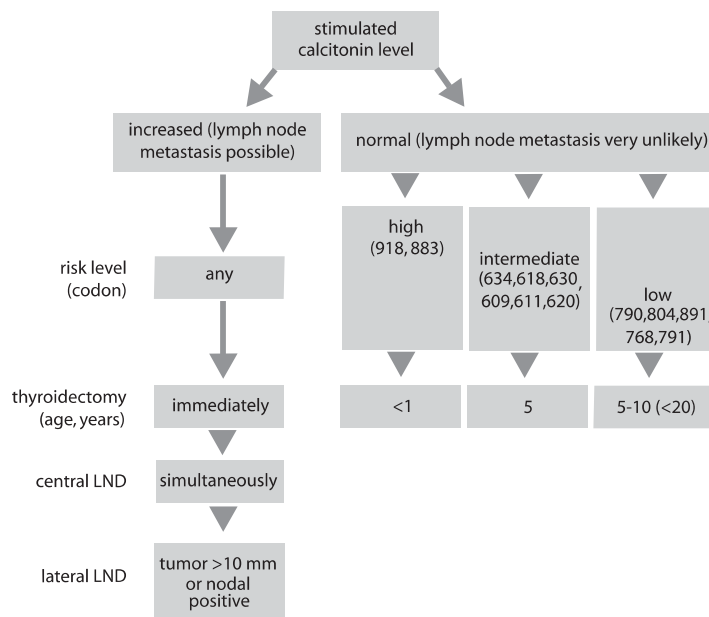 stimulated
calcitonin level
increased (lymph node
metastasis possible)
normal (lymph node metastasis very unlikely)
risk level
(codon)
any
high
(918, 883)
intermediate
(634,618,630,
609,611,620)
low
(790,804,891,
768,791)
thyroidectomy
(age, years)
immediately
<1
5
5-10 (<20)
central LND
simultaneously
lateral LND
tumor >10 mm
or nodal
positive